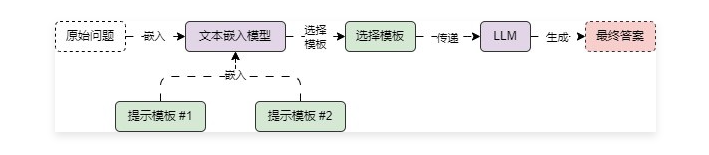 原始问题
嵌入
文本嵌入模型
选择
模板
选择模板
传递
LLM
生成
最终答案
嵌入
提示模板 #1
提示模板 #2